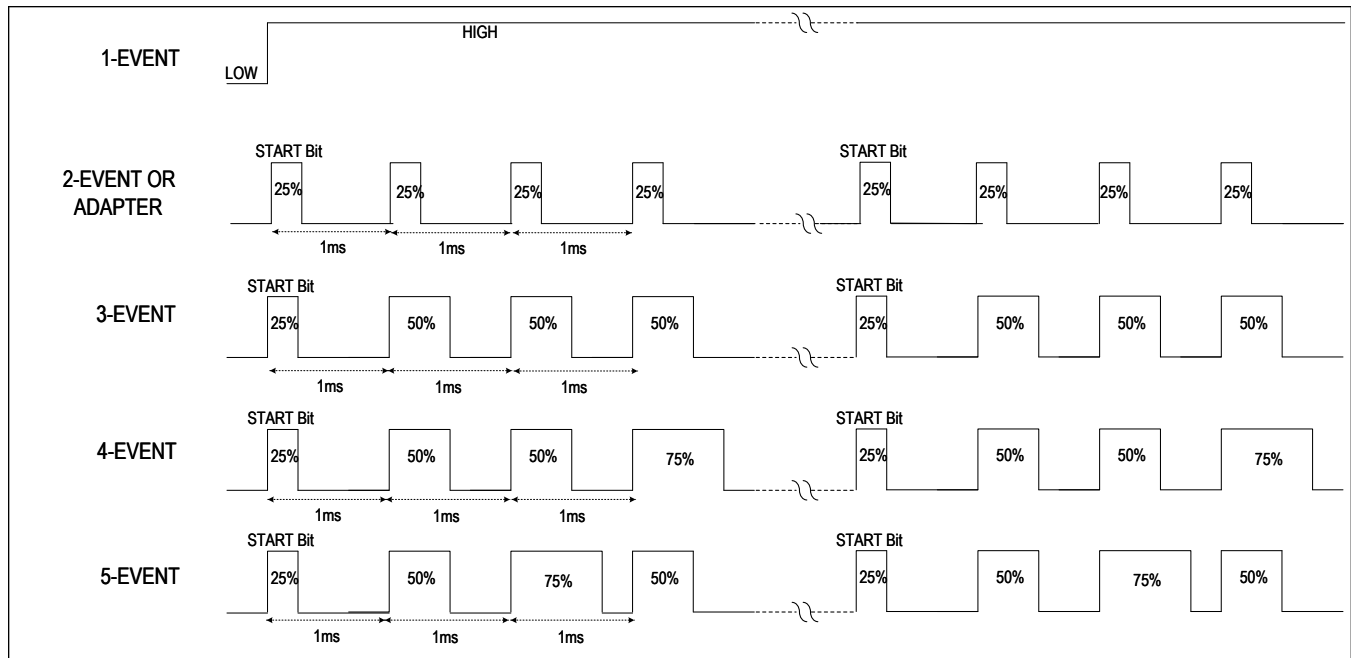 1-EVENT
LOW
HIGH
2-EVENT OR
ADAPTER
START Bit
START Bit
25%
25%
25%
25%
25%
25%
25%
25%
1ms
1ms
1ms
3-EVENT
START Bit
START Bit
25%
50%
50%
50%
25%
50%
50%
50%
1ms
1ms
1ms
4-EVENT
START Bit
START Bit
25%
50%
50%
75%
25%
50%
50%
75%
1ms
1ms
1ms
5-EVENT
START Bit
START Bit
25%
50%
75%
50%
25%
50%
75%
50%
1ms
1ms
1ms